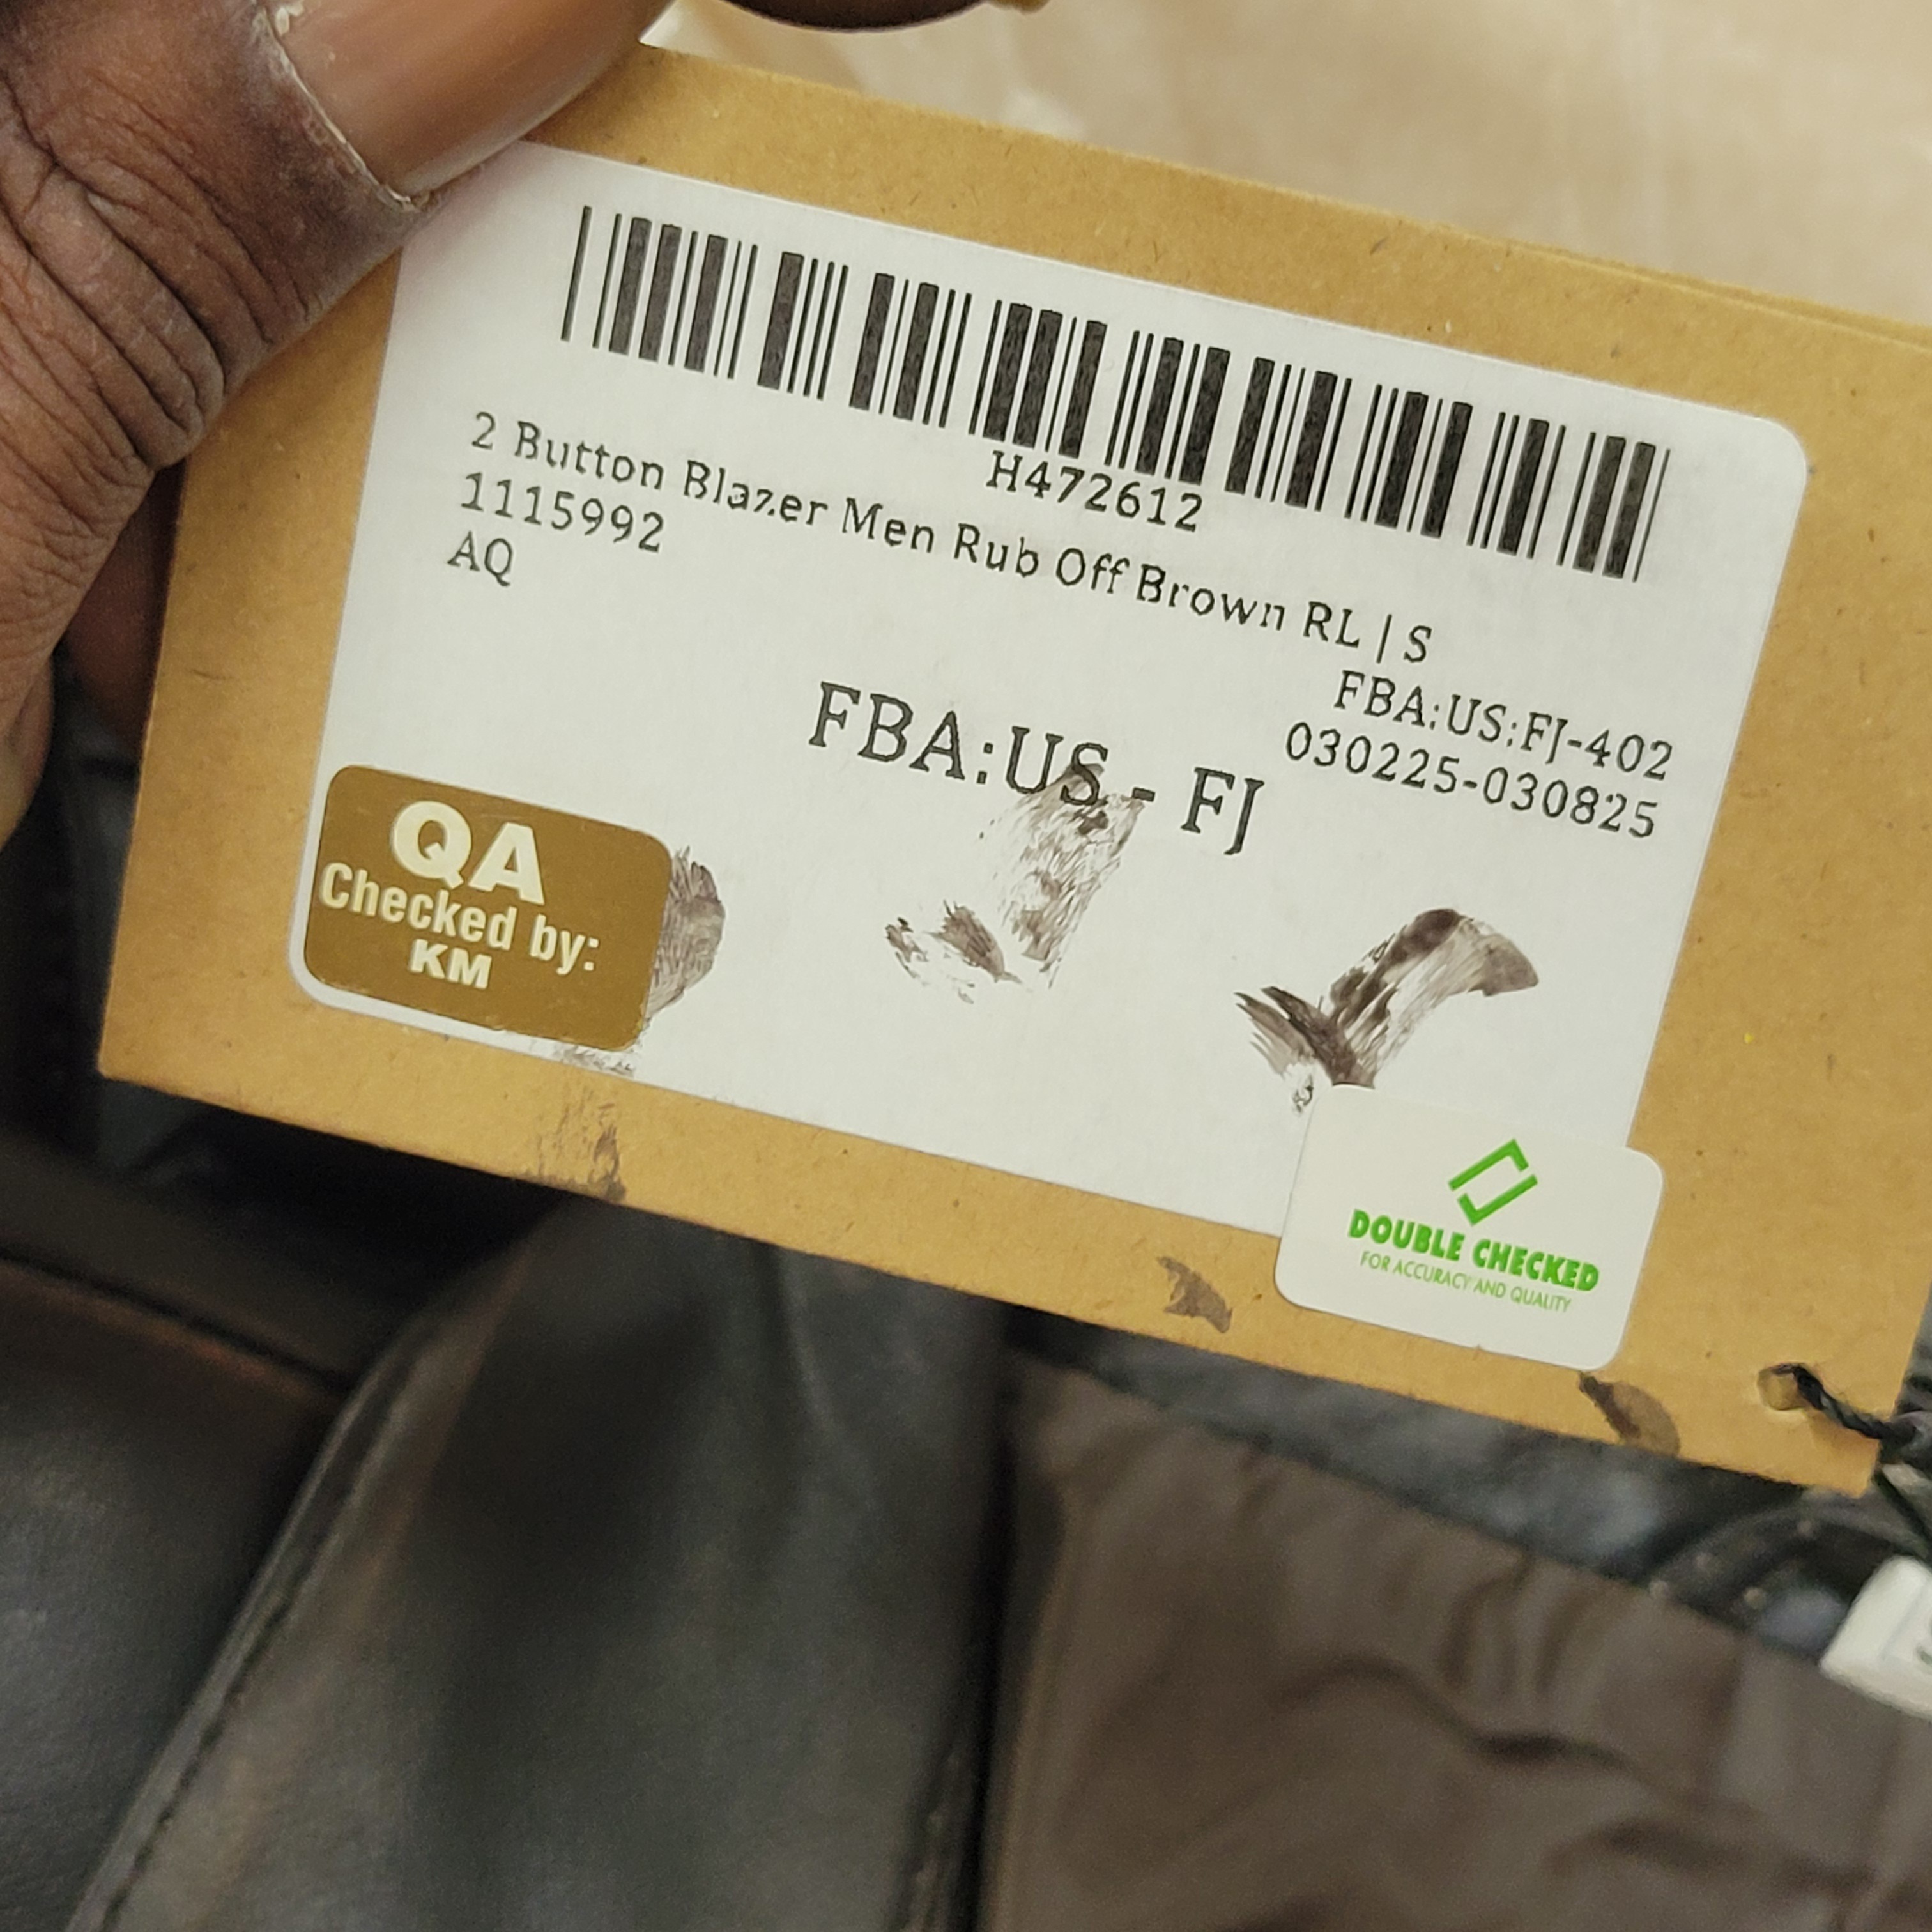 H472612
2 Button Blazer Men Rub Off Brown RL | S
1115992
AQ
FBA:US:FJ-402
030225-030825
FBA:US - FJ
QA
Checked by:
KM
DOUBLE CHECKED
FOR ACCURACY AND QUALITY